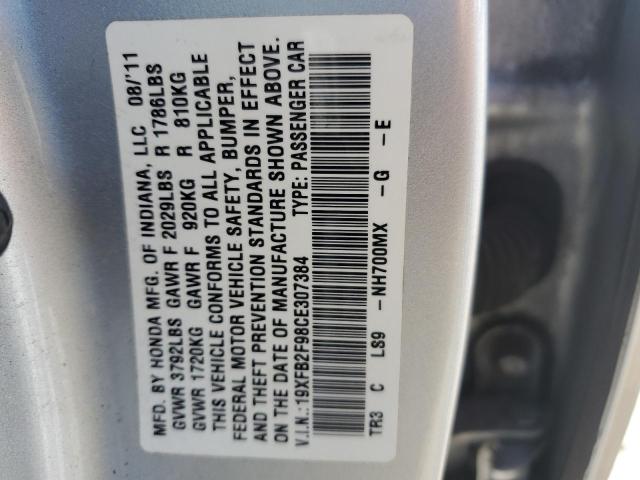 MFD. BY HONDA MFG. OF INDIANA, LLC 08/'11
GVWR 3792LBS GAWR F 2029LBS R 1786LBS
GVWR 1720KG GAWR F 920KG R 810KG
THIS VEHICLE CONFORMS TO ALL APPLICABLE
FEDERAL MOTOR VEHICLE SAFETY, BUMPER,
AND THEFT PREVENTION STANDARDS IN EFFECT
ON THE DATE OF MANUFACTURE SHOWN ABOVE.
V.I.N.:19XFB2F98CE307384 TYPE: PASSENGER CAR
TR3 C LS9 - NH700MX - G - E